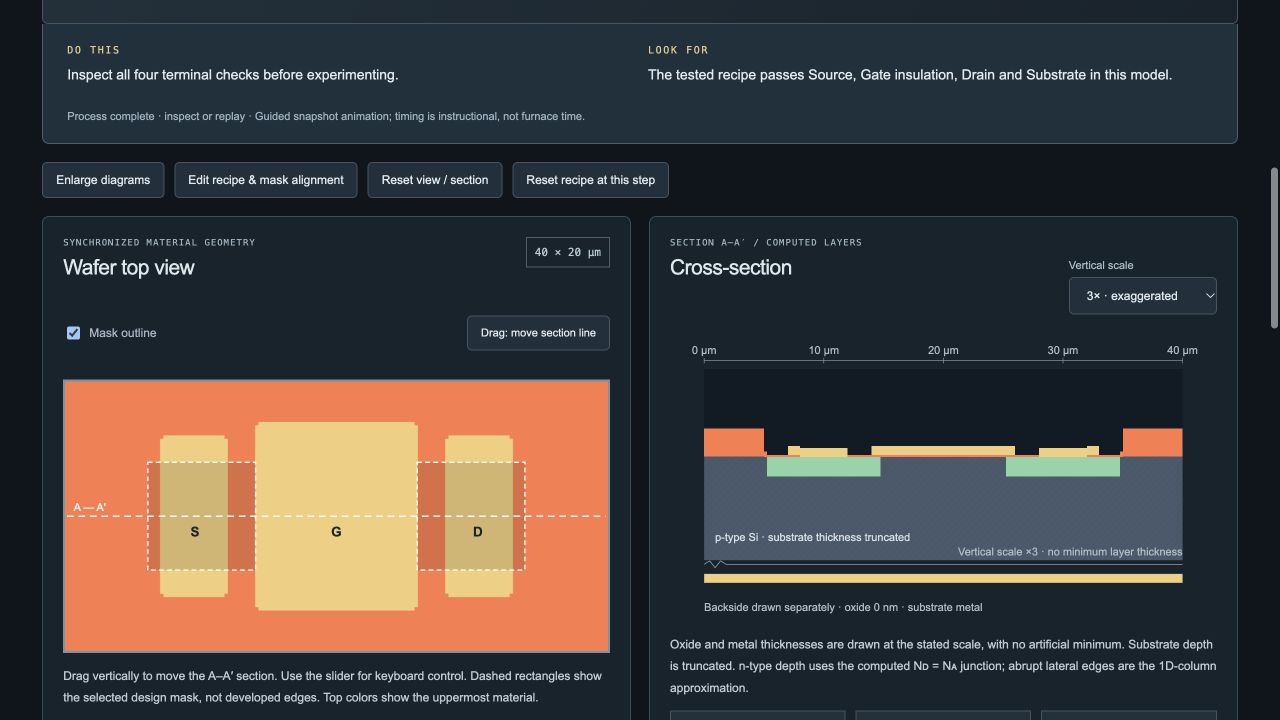 DO THIS
Inspect all four terminal checks before experimenting.
LOOK FOR
The tested recipe passes Source, Gate insulation, Drain and Substrate in this model.
Process complete · inspect or replay · Guided snapshot animation; timing is instructional, not furnace time.
Enlarge diagrams
Edit recipe & mask alignment
Reset view / section
Reset recipe at this step
SYNCHRONIZED MATERIAL GEOMETRY
Wafer top view
40 × 20 μm
Mask outline
Drag: move section line
A—A′
S
G
D
Drag vertically to move the A–A′ section. Use the slider for keyboard control. Dashed rectangles show
the selected design mask, not developed edges. Top colors show the uppermost material.
SECTION A–A′ / COMPUTED LAYERS
Cross-section
Vertical scale
3× · exaggerated
0 μm
10 μm
20 μm
30 μm
40 μm
p-type Si · substrate thickness truncated
Vertical scale ×3 · no minimum layer thickness
Backside drawn separately · oxide 0 nm · substrate metal
Oxide and metal thicknesses are drawn at the stated scale, with no artificial minimum. Substrate depth
is truncated. n-type depth uses the computed Nᴅ = Nᴀ junction; abrupt lateral edges are the 1D-column
approximation.